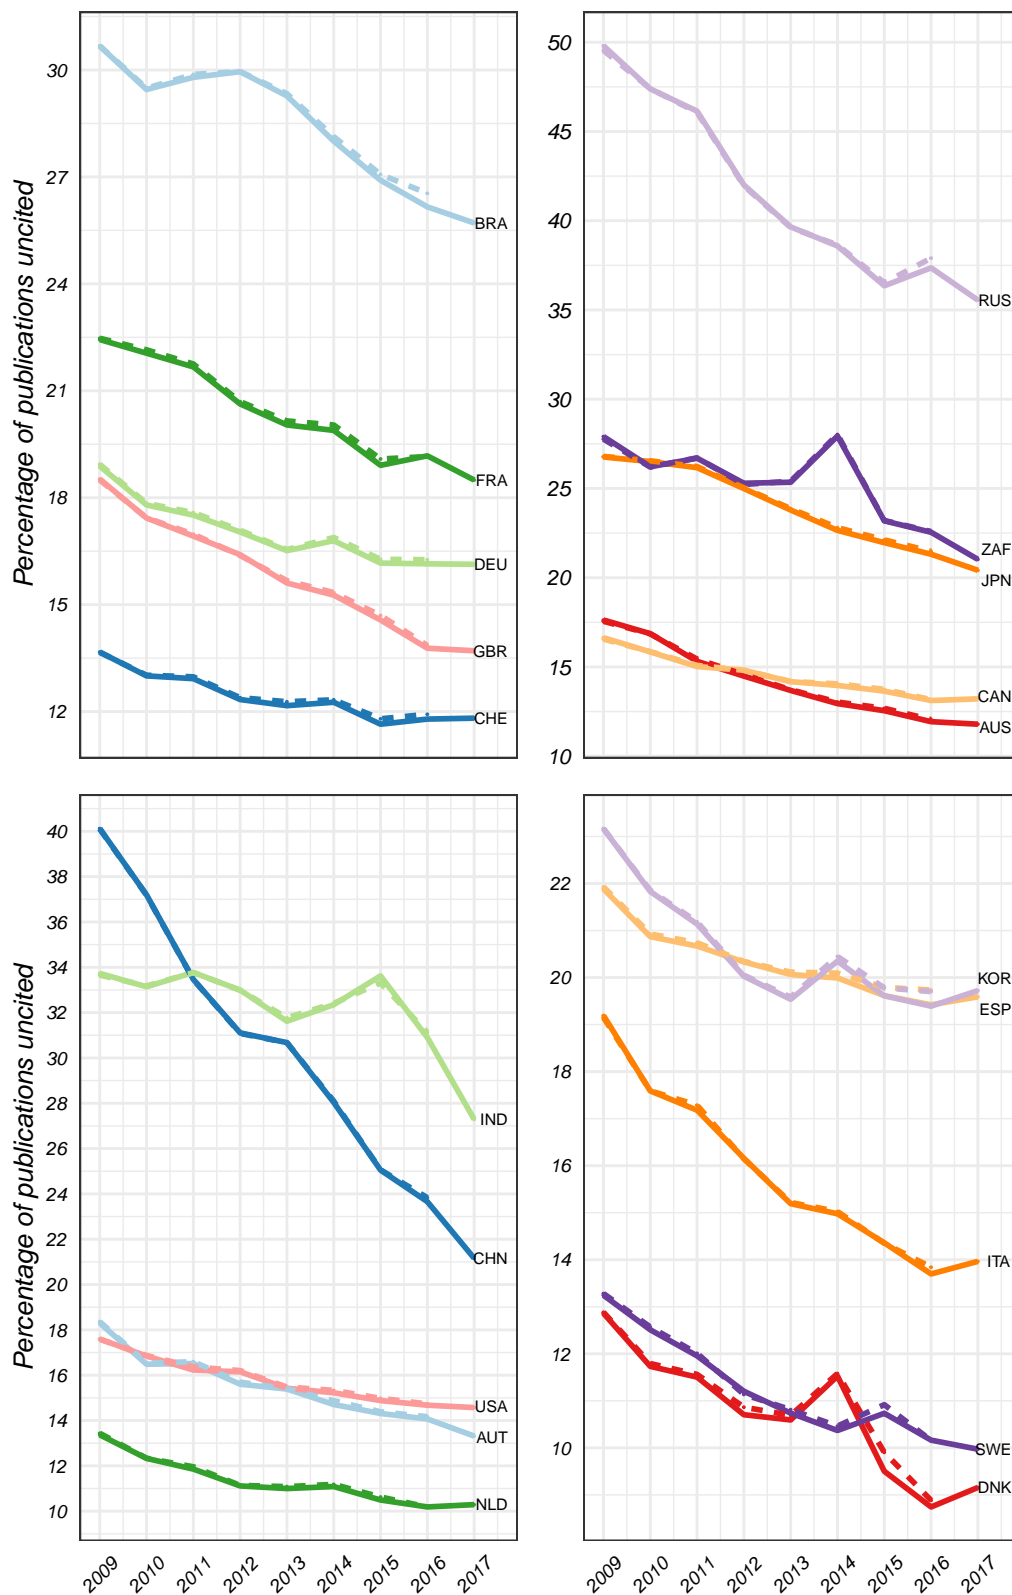 Percentage of publications uncited
30
27
24
21
18
15
12
BRA
FRA
DEU
GBR
CHE
50
45
40
35
30
25
20
15
10
RUS
ZAF
JPN
CAN
AUS
Percentage of publications uncited
40
38
36
34
32
30
28
26
24
22
20
18
16
14
12
10
IND
CHN
USA
AUT
NLD
22
20
18
16
14
12
10
KOR
ESP
ITA
SWE
DNK
2009 2010 2011 2012 2013 2014 2015 2016 2017
2009 2010 2011 2012 2013 2014 2015 2016 2017